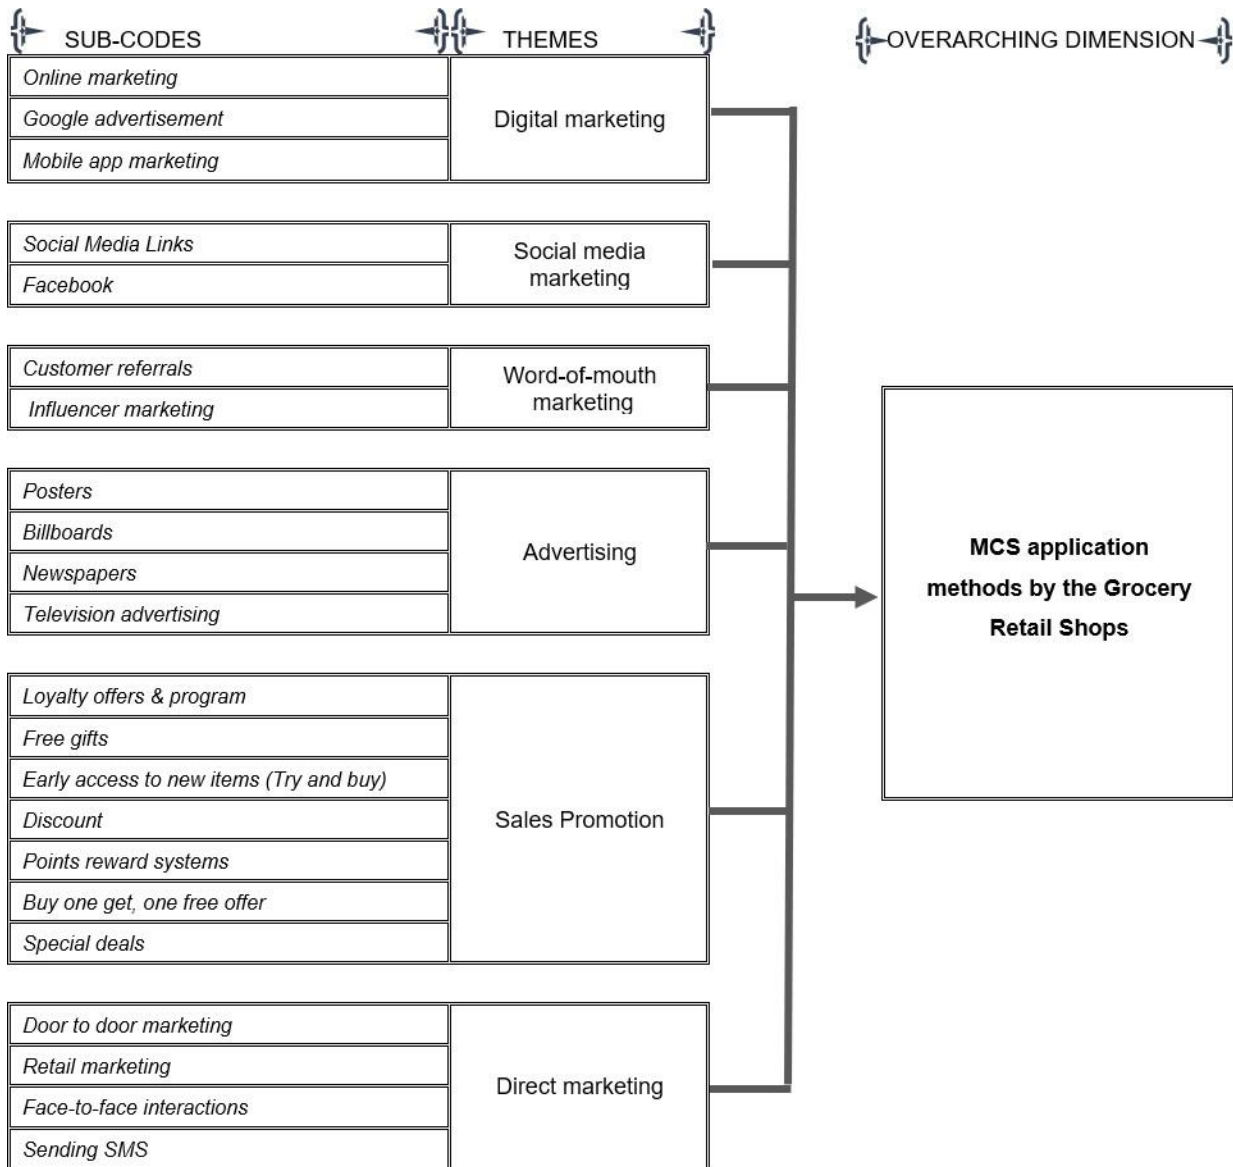 SUB-CODES
THEMES
OVERARCHING DIMENSION
Online marketing
Google advertisement
Mobile app marketing
Digital marketing
Social Media Links
Facebook
Social media
marketing
Customer referrals
Influencer marketing
Word-of-mouth
marketing
Posters
Billboards
Newspapers
Television advertising
Advertising
Loyalty offers & program
Free gifts
Early access to new items (Try and buy)
Discount
Points reward systems
Buy one get, one free offer
Special deals
Sales Promotion
Door to door marketing
Retail marketing
Face-to-face interactions
Sending SMS
Direct marketing
MCS application
methods by the Grocery
Retail Shops